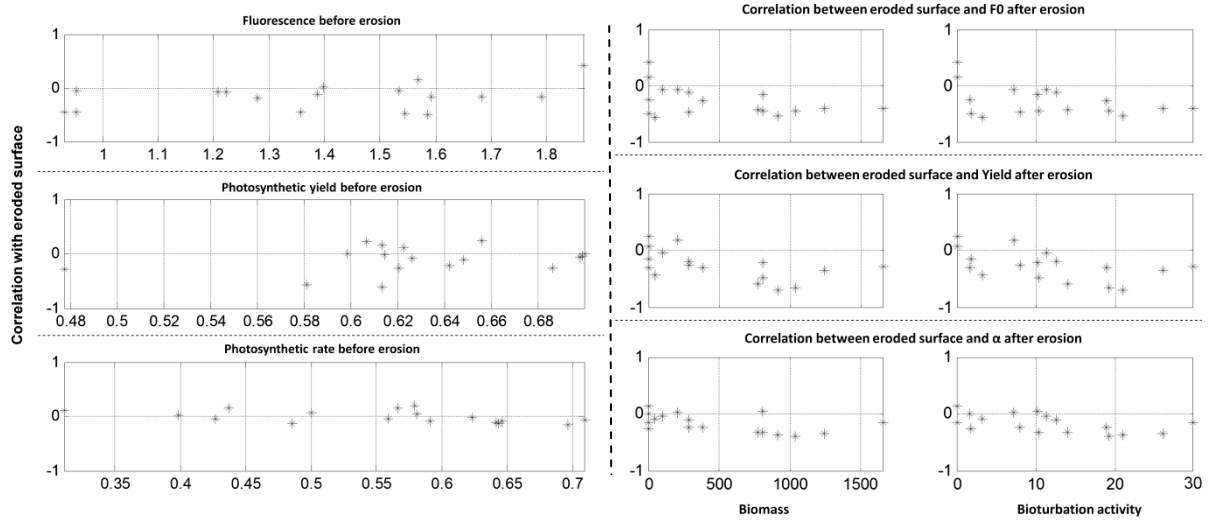 Correlation with eroded surface
Fluorescence before erosion
1
0
-1
1 1.1 1.2 1.3 1.4 1.5 1.6 1.7 1.8
Photosynthetic yield before erosion
1
0
-1
0.48 0.5 0.52 0.54 0.56 0.58 0.6 0.62 0.64 0.66 0.68
Photosynthetic rate before erosion
1
0
-1
0.35 0.4 0.45 0.5 0.55 0.6 0.65 0.7
Correlation between eroded surface and F0 after erosion
1 1
0 0
-1 -1
Correlation between eroded surface and Yield after erosion
1 1
0 0
-1 -1
Correlation between eroded surface and α after erosion
1 1
0 0
-1 -1
0 500 1000 1500 0 10 20 30
Biomass Bioturbation activity